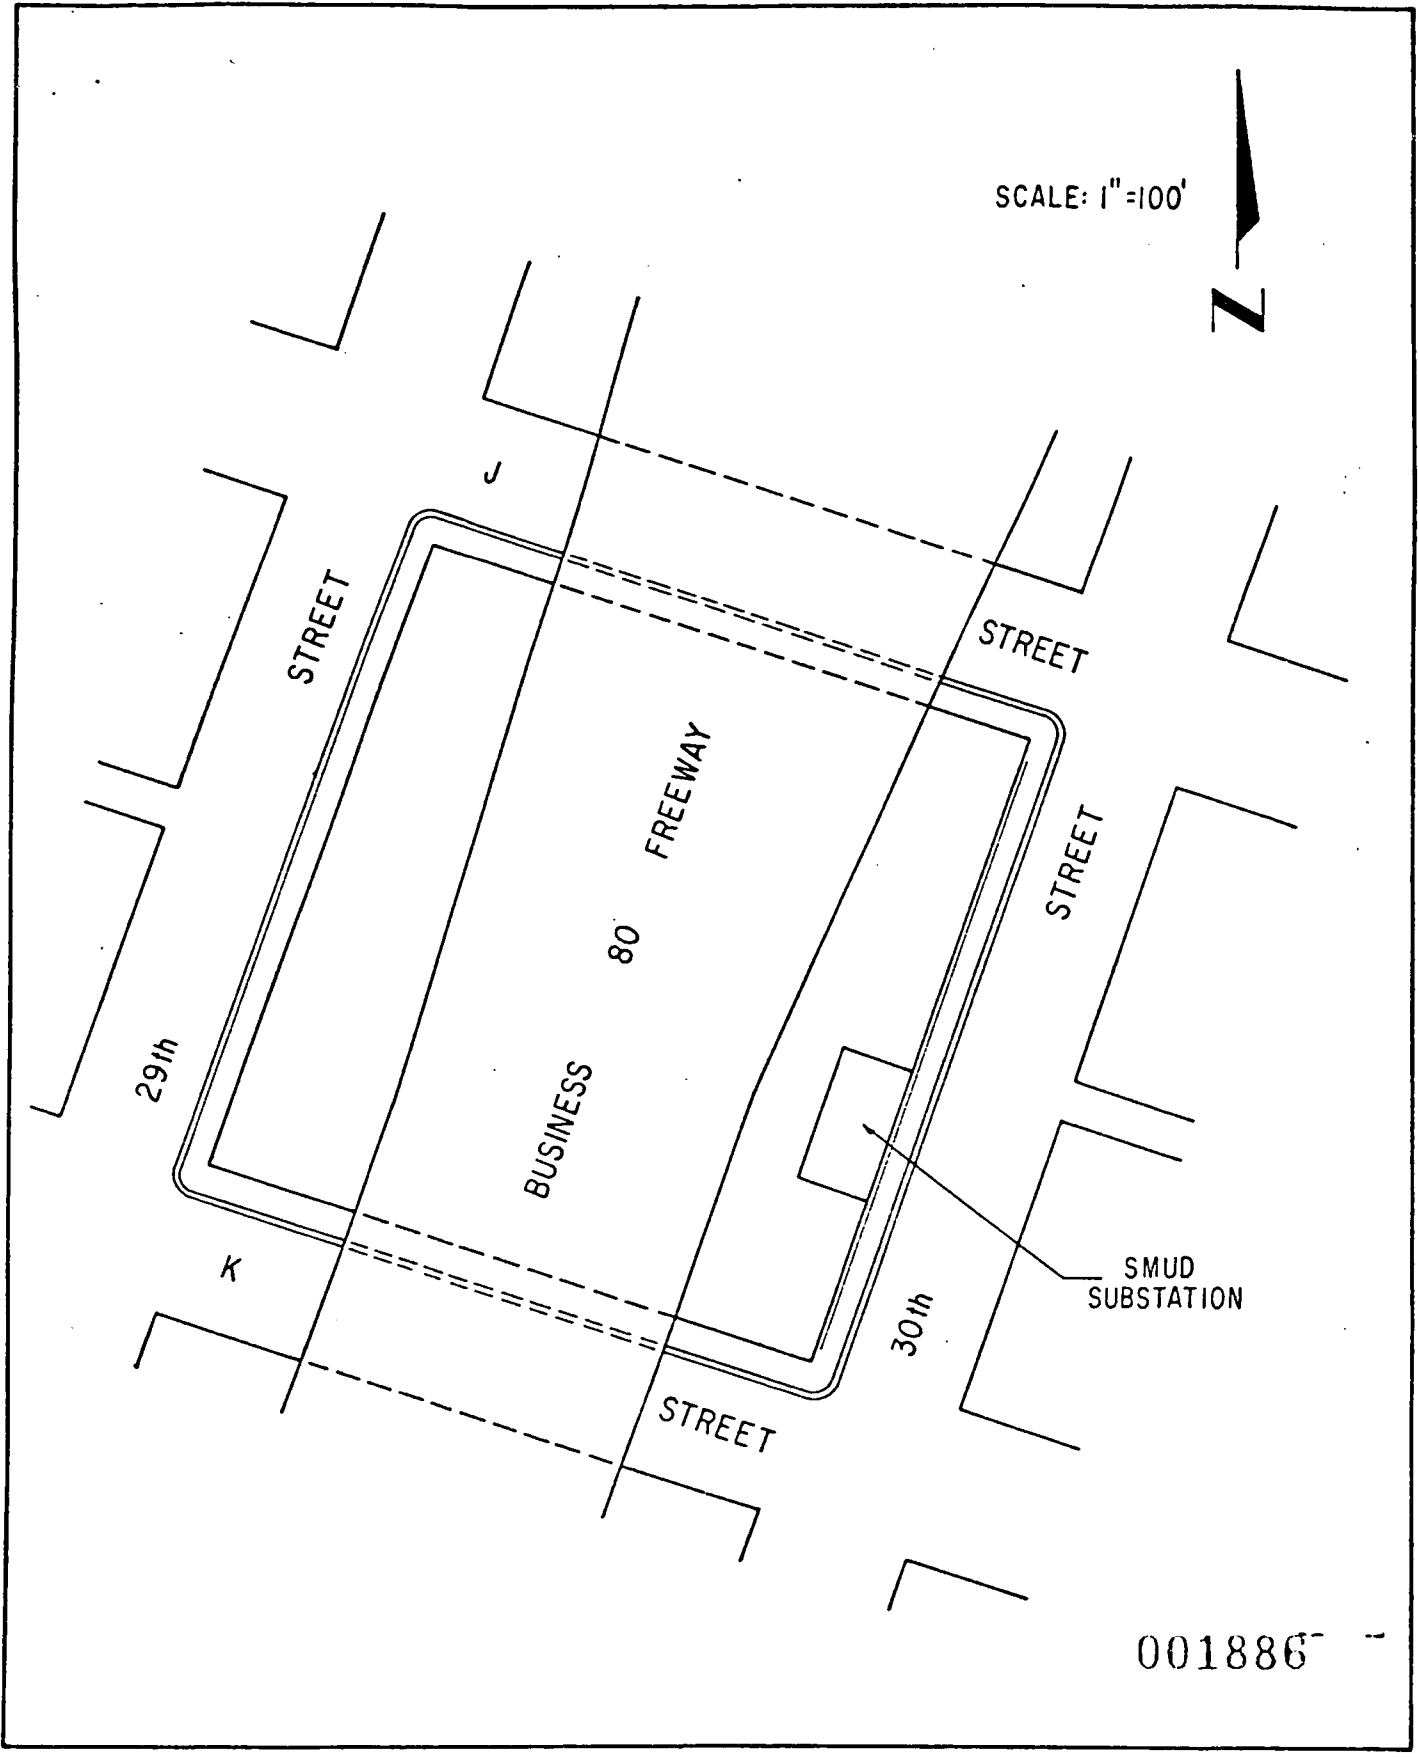 SCALE: 1"=100'
N
J
STREET
STREET
FREEWAY
STREET
80
29th
BUSINESS
K
SMUD
SUBSTATION
30th
STREET
001886